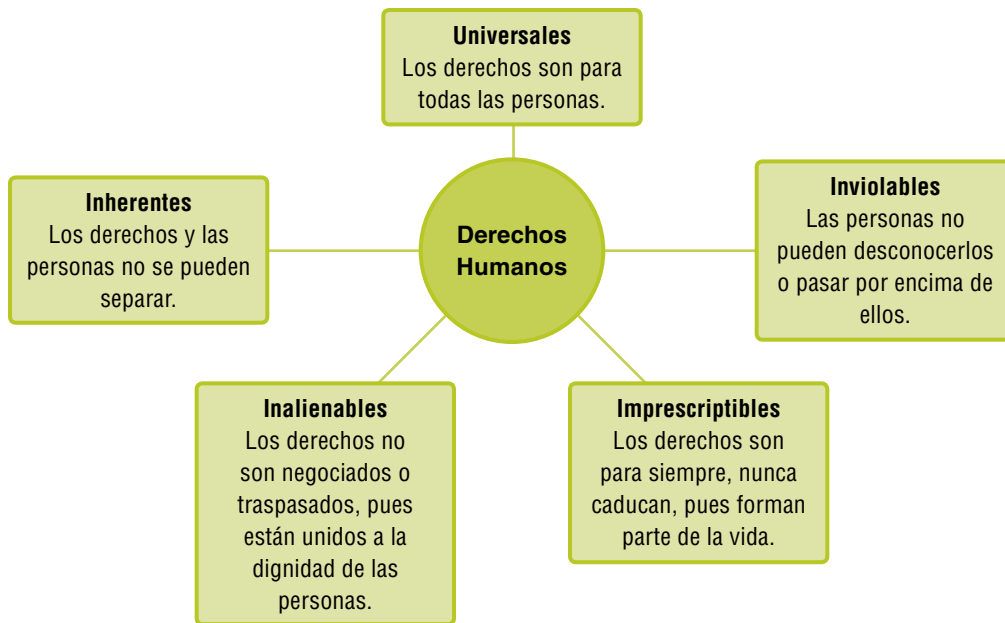 Universales
Los derechos son para
todas las personas.
Inherentes
Los derechos y las
personas no se pueden
separar.
Derechos
Humanos
Inviolables
Las personas no
pueden desconocerlos
o pasar por encima de
ellos.
Inalienables
Los derechos no
son negociados o
traspasados, pues
están unidos a la
dignidad de las
personas.
Imprescriptibles
Los derechos son
para siempre, nunca
caducan, pues forman
parte de la vida.